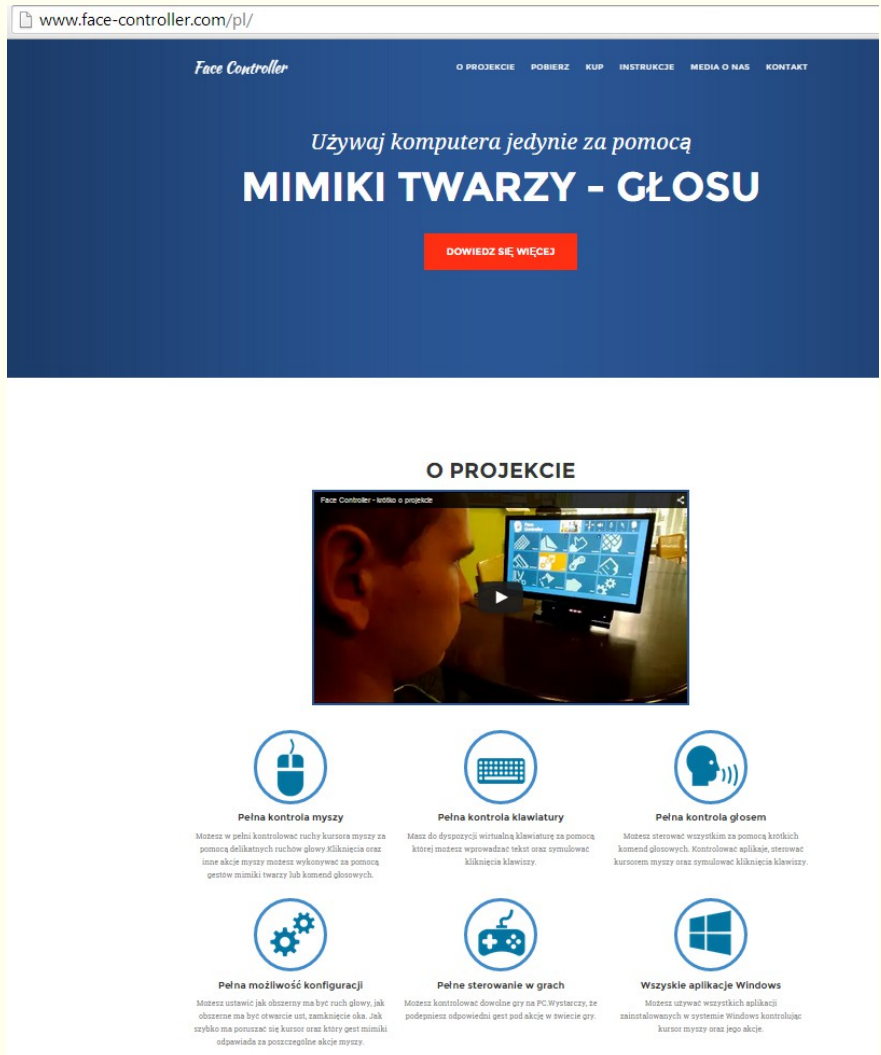 www.face-controller.com/pl/
Face Controller
O PROJEKCIE POBIERZ KUP INSTRUKCJE MEDIA O NAS KONTAKT
Używaj komputera jedynie za pomocą
MIMIKI TWARZY - GŁOSU
DOWIEDZ SIĘ WIĘCEJ
O PROJEKCIE
Face Controller - krótko o projekcie
Face
Controller
Pełna kontrola myszy
Możesz w pełni kontrolować ruchy kursora myszy za
pomocą delikatnych ruchów głowy.Kliknięcia oraz
inne akcje myszy możesz wykonywać za pomocą
gestów mimiki twarzy lub komend głosowych.
Pełna kontrola klawiatury
Masz do dyspozycji wirtualną klawiaturę za pomocą
której możesz wprowadzać tekst oraz symulować
kliknięcia klawiszy.
Pełna kontrola głosem
Możesz sterować wszystkim za pomocą krótkich
komend głosowych. Kontrolować aplikaje, sterować
kursorem myszy oraz symulować kliknięcia klawiszy.
Pełna możliwość konfiguracji
Możesz ustawić jak obszerny ma być ruch głowy, jak
obszerne ma być otwarcie ust, zamknięcie oka. Jak
szybko ma poruszać się kursor oraz który gest mimiki
odpawiada za poszczególne akcje myszy.
Pełne sterowanie w grach
Możesz kontrolować dowolne gry na PC.Wystarczy, że
podepniesz odpowiedni gest pod akcję w świecie gry.
Wszyskie aplikacje Windows
Możesz używać wszystkich aplikacji
zainstalowanych w systemie Windows kontrolując
kursor myszy oraz jego akcje.